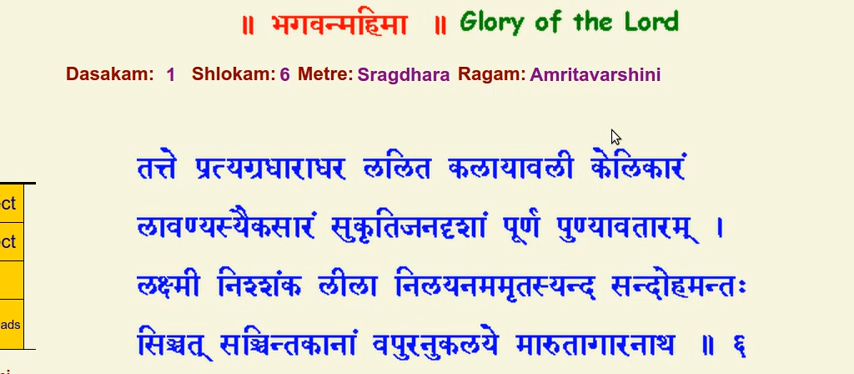 ॥ भगवन्महिमा ॥ Glory of the Lord
Dasakam: 1 Shlokam: 6 Metre: Sragdhara Ragam: Amritavarshini
तत्ते प्रत्यग्रधाराधर ललित कलायावली केलिकारं
लावण्यस्यैकसारं सुकृतिजनदृशां पूर्ण पुण्यावतारम् ।
लक्ष्मी निश्शंक लीला निलयनममृतस्यन्द सन्दोहमन्तः
सिञ्चत् सञ्चिन्तकानां वपुरनुकलये मारुतागारनाथ ॥ ६
ect
ect
ads